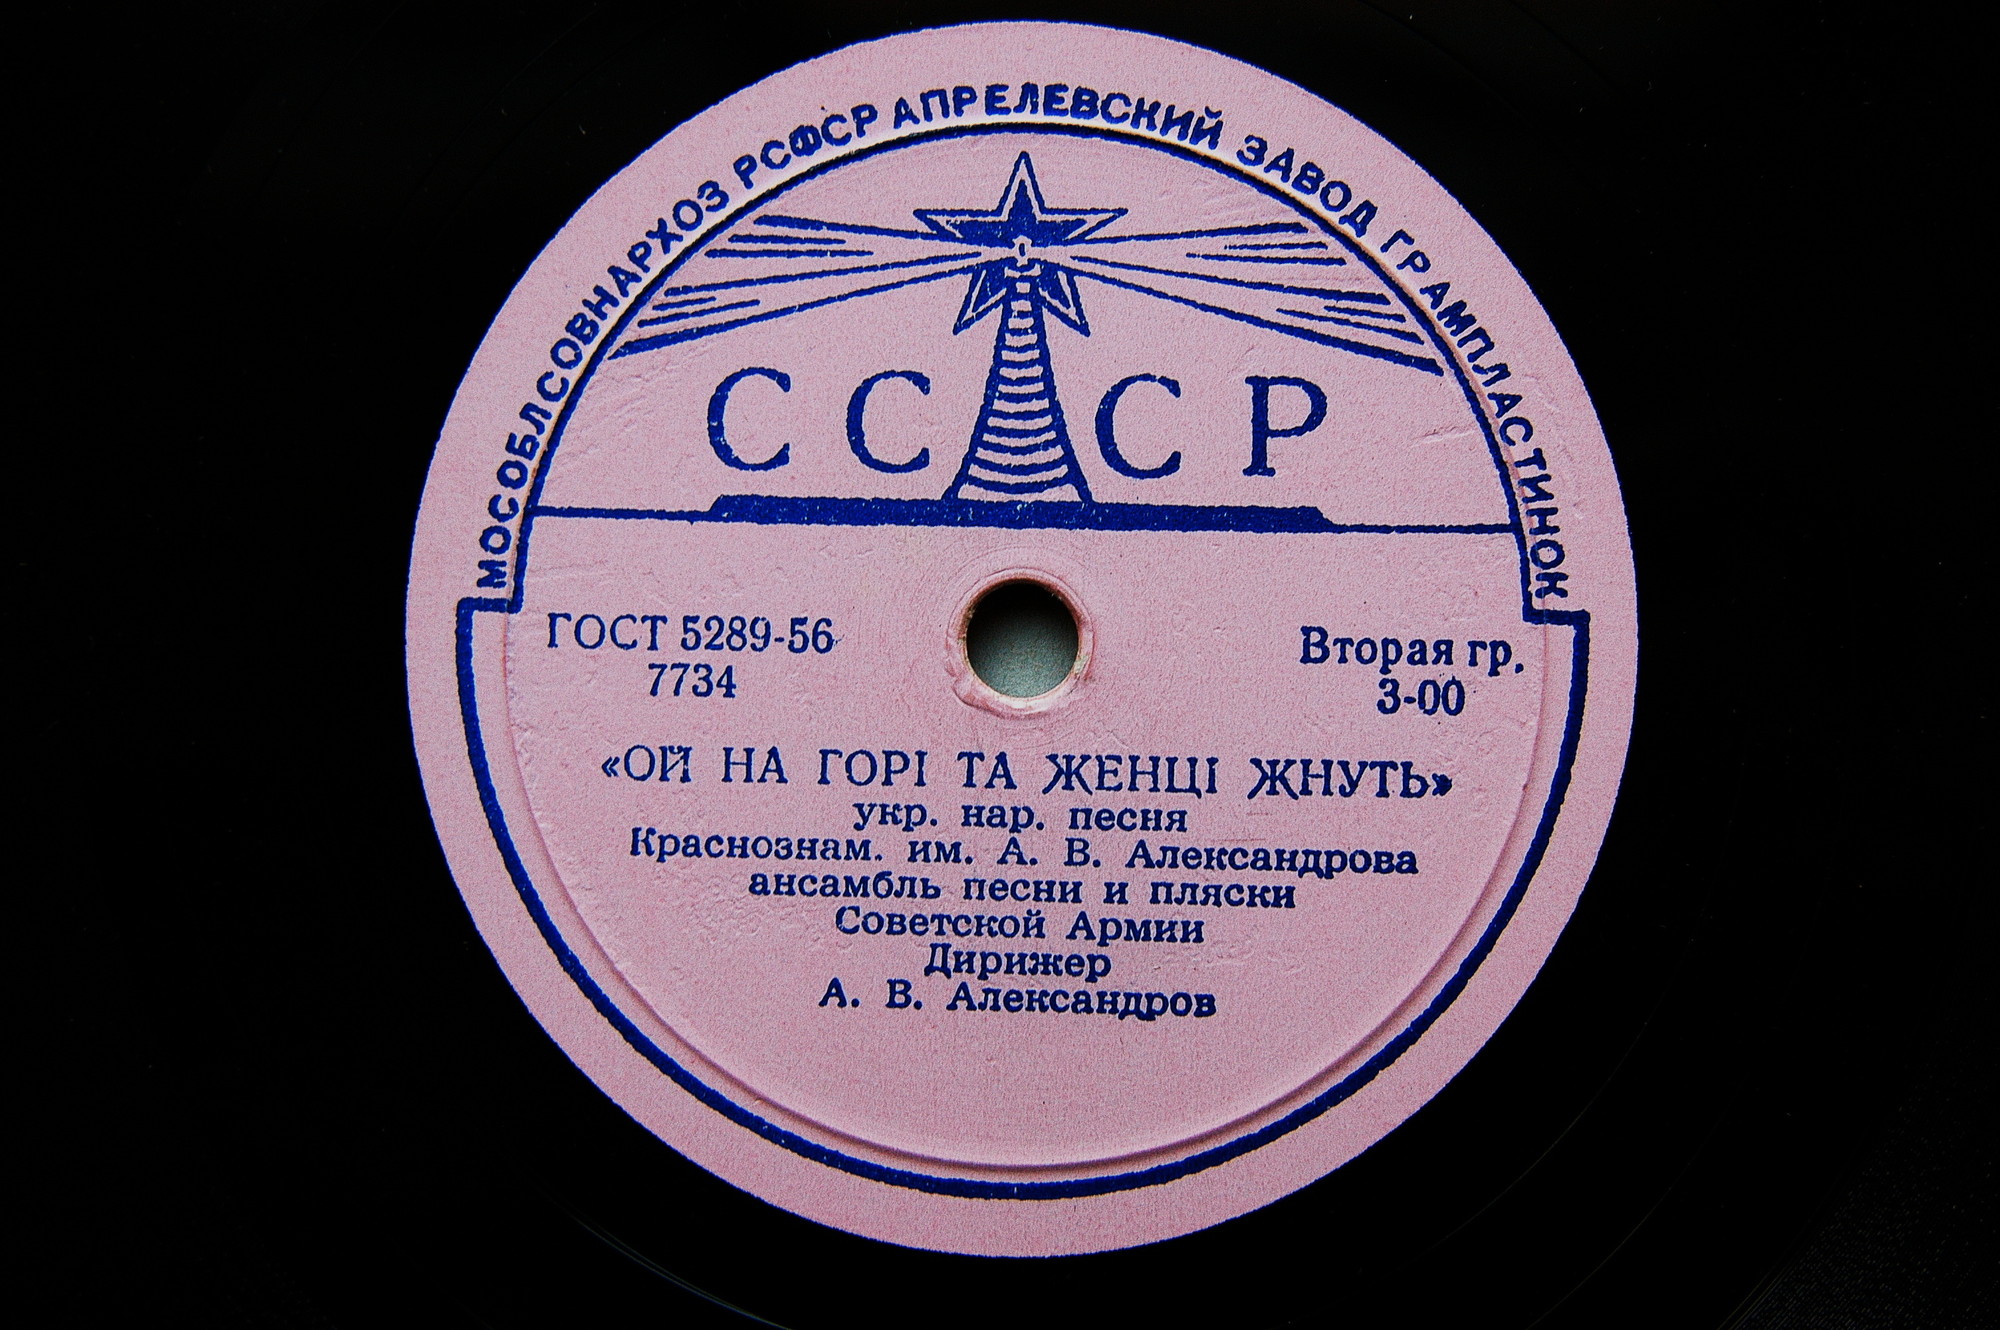 МОСОБЛСОВНАРХОЗ РСФСР АПРЕЛЕВСКИЙ ЗАВОД ГРАМПЛАСТИНОК
СССР
ГОСТ 5289-56
7734
Вторая гр.
3-00
«ОЙ НА ГОРІ ТА ЖЕНЦІ ЖНУТЬ»
укр. нар. песня
Краснознам. им. А. В. Александрова
ансамбль песни и пляски
Советской Армии
Дирижер
А. В. Александров